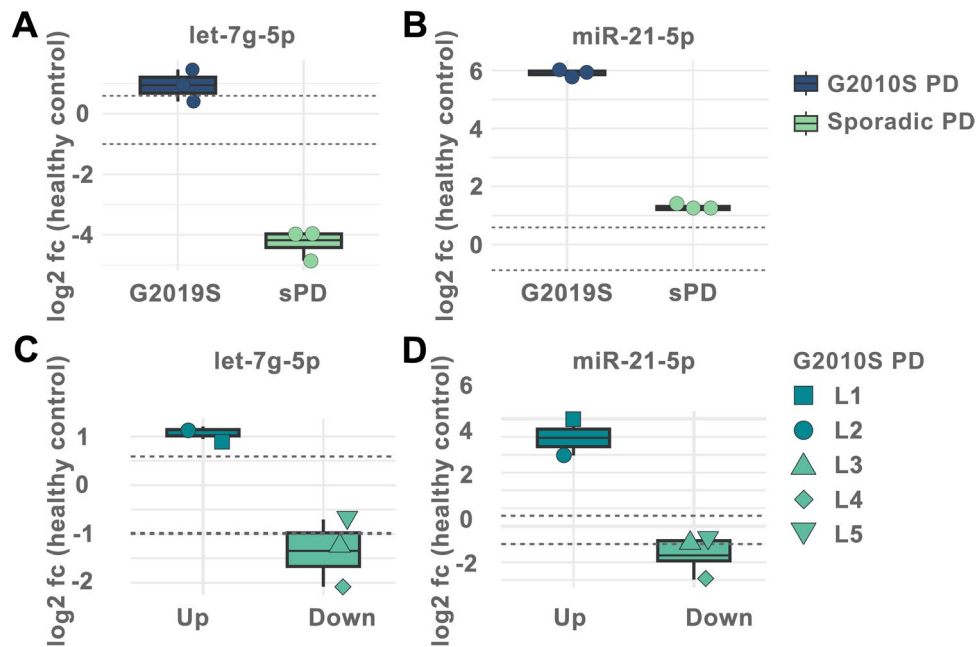 A
let-7g-5p
log2 fc (healthy control)
0
-2
-4
G2019S
sPD
B
miR-21-5p
log2 fc (healthy control)
6
4
2
0
G2019S
sPD
G2010S PD
Sporadic PD
C
let-7g-5p
log2 fc (healthy control)
1
0
-1
-2
Up
Down
D
miR-21-5p
log2 fc (healthy control)
6
4
2
0
-2
Up
Down
G2010S PD
L1
L2
L3
L4
L5